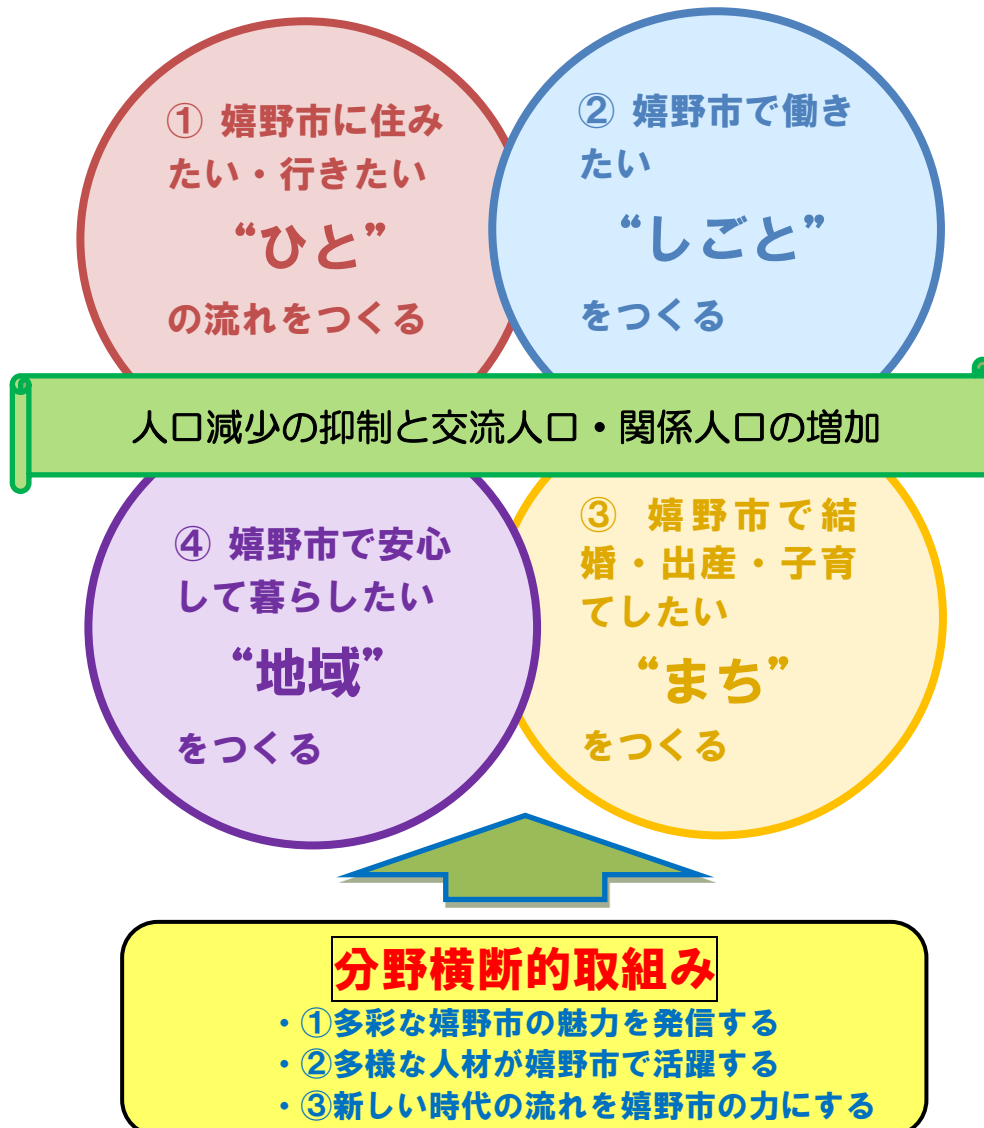 ① 嬉野市に住み
たい・行きたい
“ひと”
の流れをつくる
② 嬉野市で働き
たい
“しごと”
をつくる
人口減少の抑制と交流人口・関係人口の増加
④ 嬉野市で安心
して暮らしたい
“地域”
をつくる
③ 嬉野市で結
婚・出産・子育
てしたい
“まち”
をつくる
分野横断的取組み
・①多彩な嬉野市の魅力を発信する
・②多様な人材が嬉野市で活躍する
・③新しい時代の流れを嬉野市の力にする